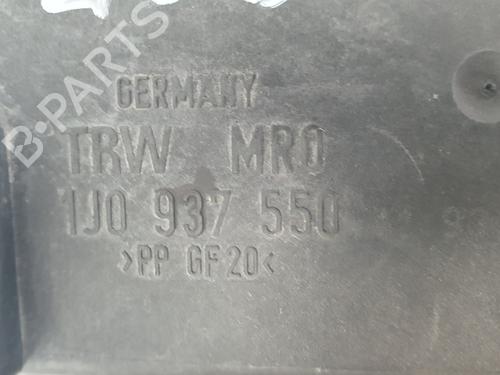 B-PARTS
GERMANY
TRW MRO
1J0 937 550
>PP GF20<